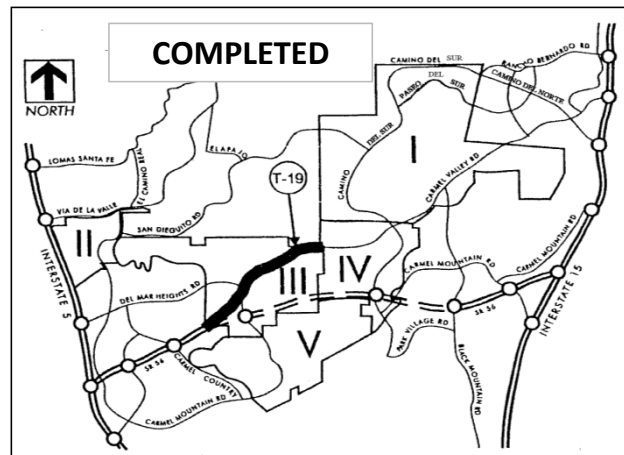 COMPLETED
NORTH
CAMINO DEL SUR
RANCHO BERNARDO RD
PASEO DEL SUR
CAMINO DEL NORTE
LOMAS SANTA FE
EL CAMINO REAL
EL APAJO
T-19
CAMINO DEL SUR
I
CARMEL VALLEY RD
VIA DE LA VALLE
SAN DIEGUITO RD
II
III
IV
V
CARMEL MOUNTAIN RD
CARMEL MOUNTAIN RD
INTERSTATE 5
DEL MAR HEIGHTS RD
INTERSTATE 15
SR 56
PARK VILLAGE RD
BLACK MOUNTAIN RD
SR 56
CARMEL COUNTRY
CARMEL MOUNTAIN RD